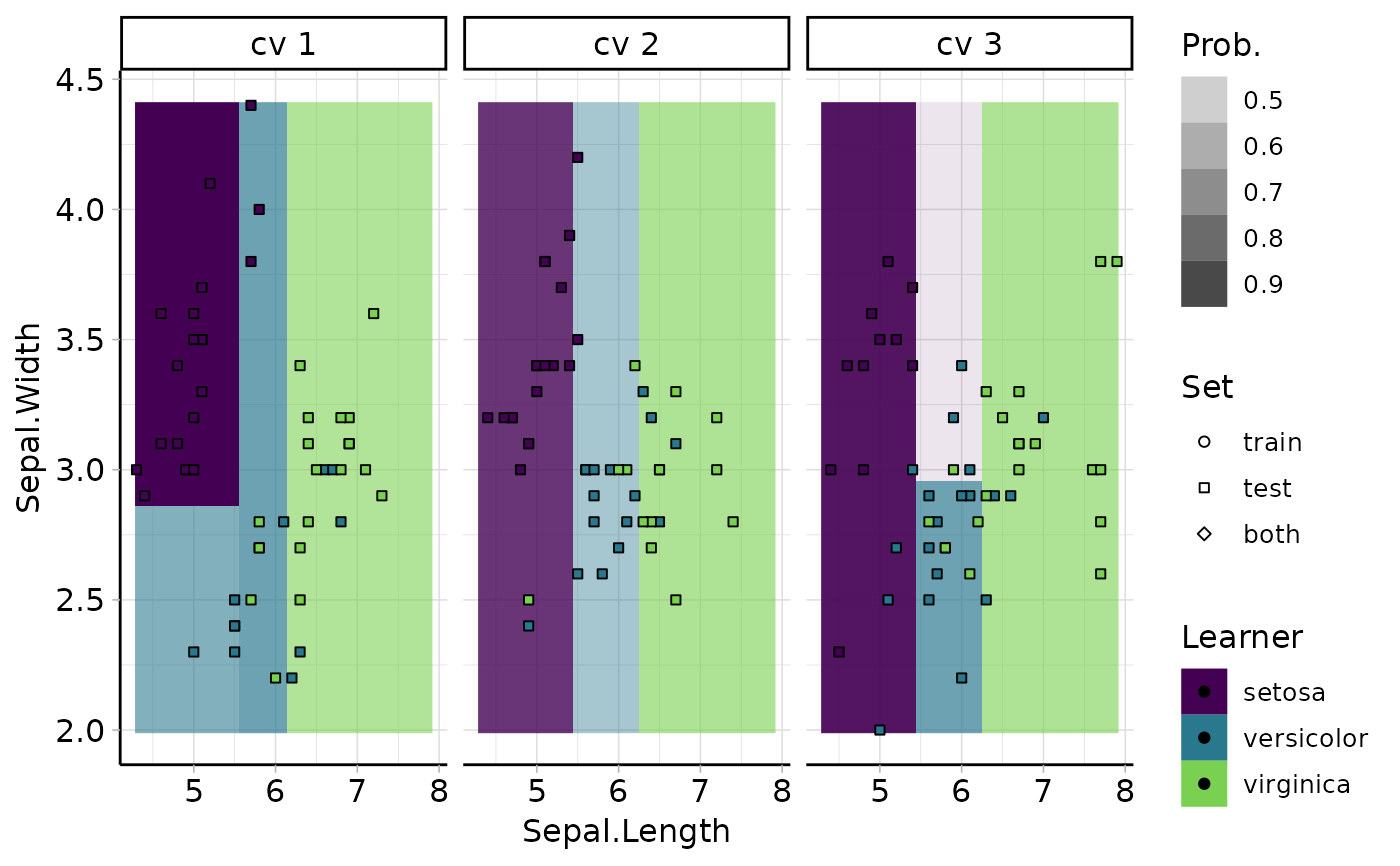 cv 1
cv 2
cv 3
4.5
4.0
3.5
3.0
2.5
2.0
Sepal.Width
5 6 7 8
5 6 7 8
5 6 7 8
Sepal.Length
Prob.
0.5
0.6
0.7
0.8
0.9
Set
train
test
both
Learner
setosa
versicolor
virginica